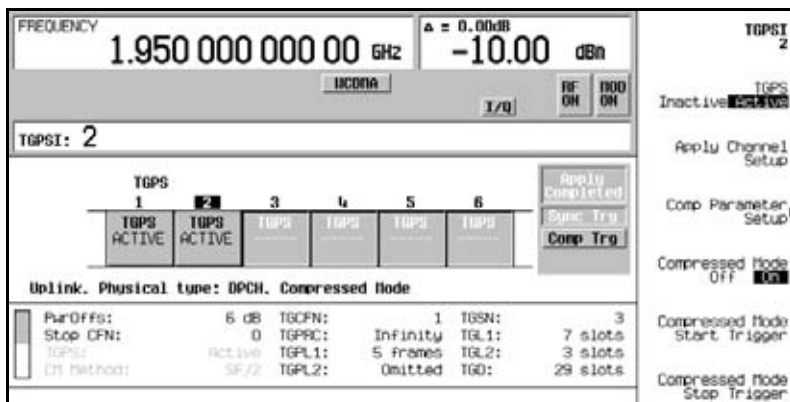 FREQUENCY
1.950 000 000 00 GHz
Δ = 0.00dB
-10.00 dBm
WCDMA
I/Q
RF ON
MOD ON
TGPSI: 2
TGPS
1 2 3 4 5 6
TGPS ACTIVE
TGPS ACTIVE
TGPS
TGPS
TGPS
TGPS
Apply Completed
Sync Trg
Comp Trg
Uplink. Physical type: DPCH. Compressed Mode
PwrOffs: 6 dB TGCFN: 1 TGSN: 3
Stop CFN: 0 TGPRC: Infinity TGL1: 7 slots
TGPS: Active TGPL1: 5 frames TGL2: 3 slots
CM Method: SF/2 TGPL2: Omitted TGD: 29 slots
TGPSI
2
TGPS
Inactive Active
Apply Channel
Setup
Comp Parameter
Setup
Compressed Mode
Off On
Compressed Mode
Start Trigger
Compressed Mode
Stop Trigger